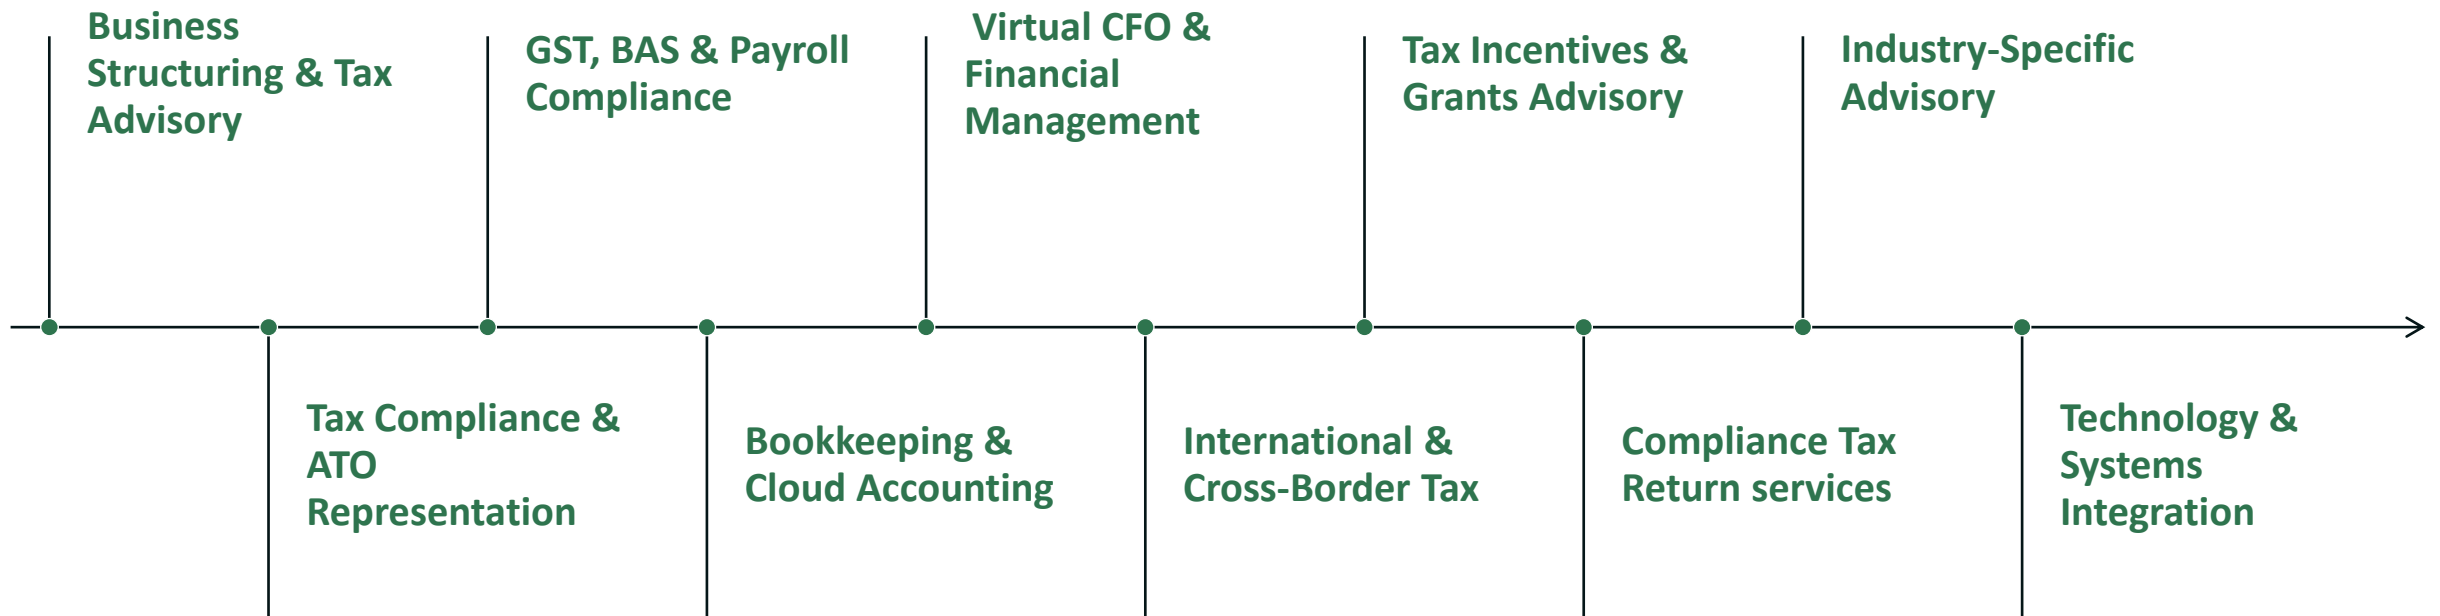 Business
Structuring & Tax
Advisory
Tax Compliance &
ATO
Representation
GST, BAS & Payroll
Compliance
Bookkeeping &
Cloud Accounting
Virtual CFO &
Financial
Management
International &
Cross-Border Tax
Tax Incentives &
Grants Advisory
Compliance Tax
Return services
Industry-Specific
Advisory
Technology &
Systems
Integration